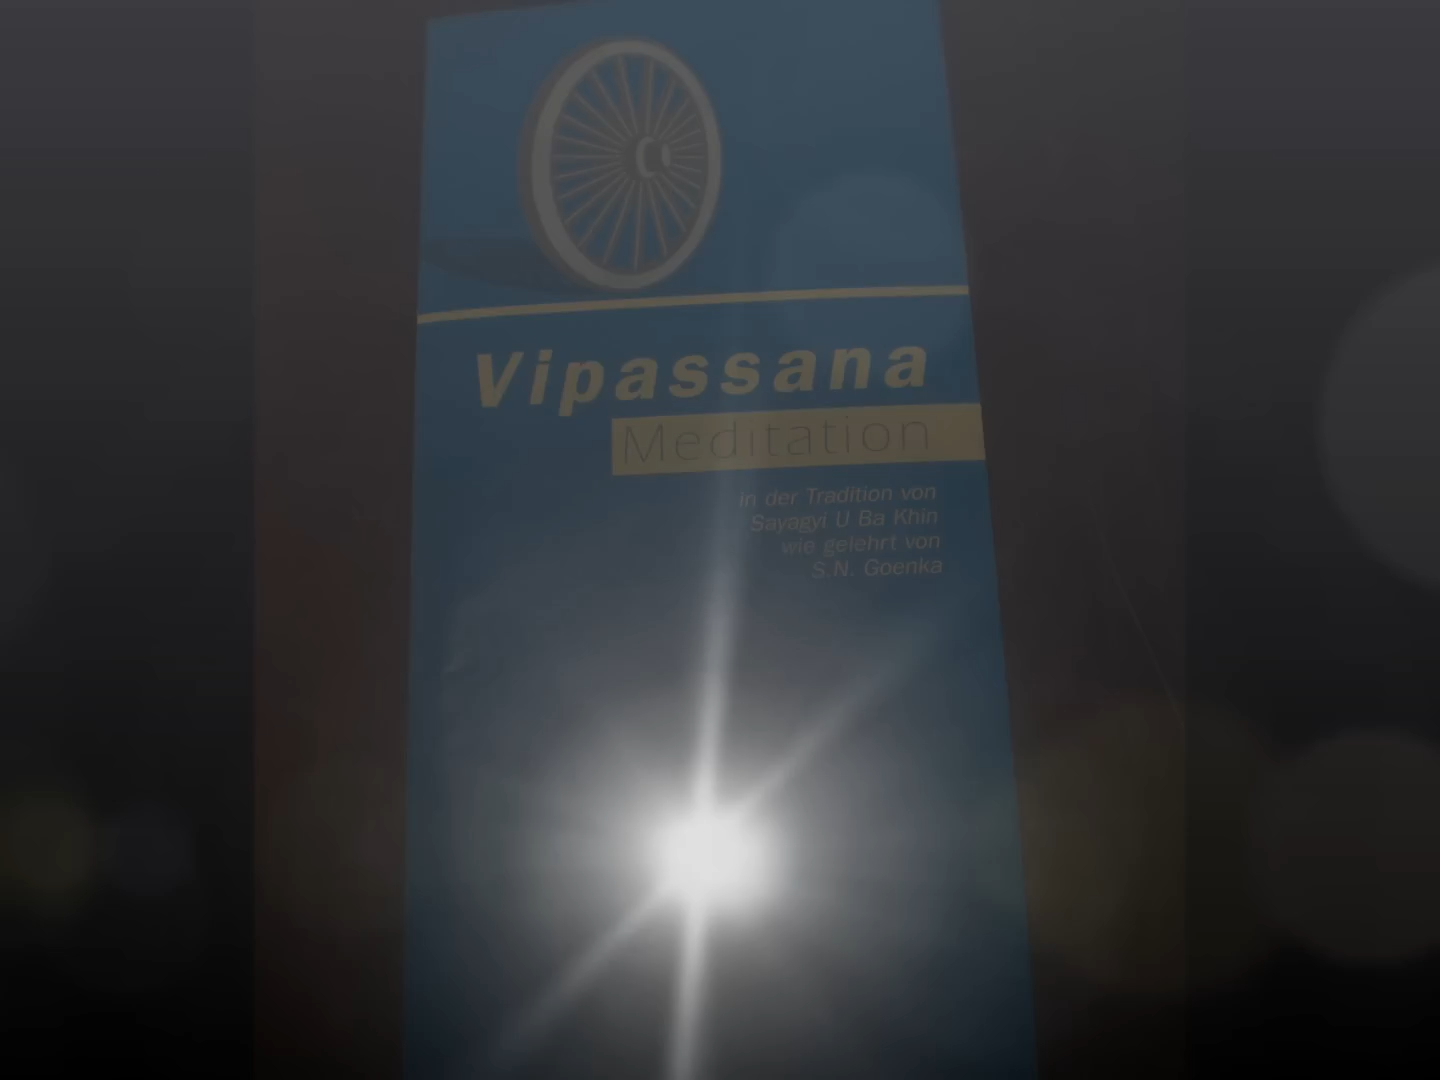 Vipassana
Meditation
in der Tradition von
Sayagyi U Ba Khin
wie gelehrt von
S.N. Goenka